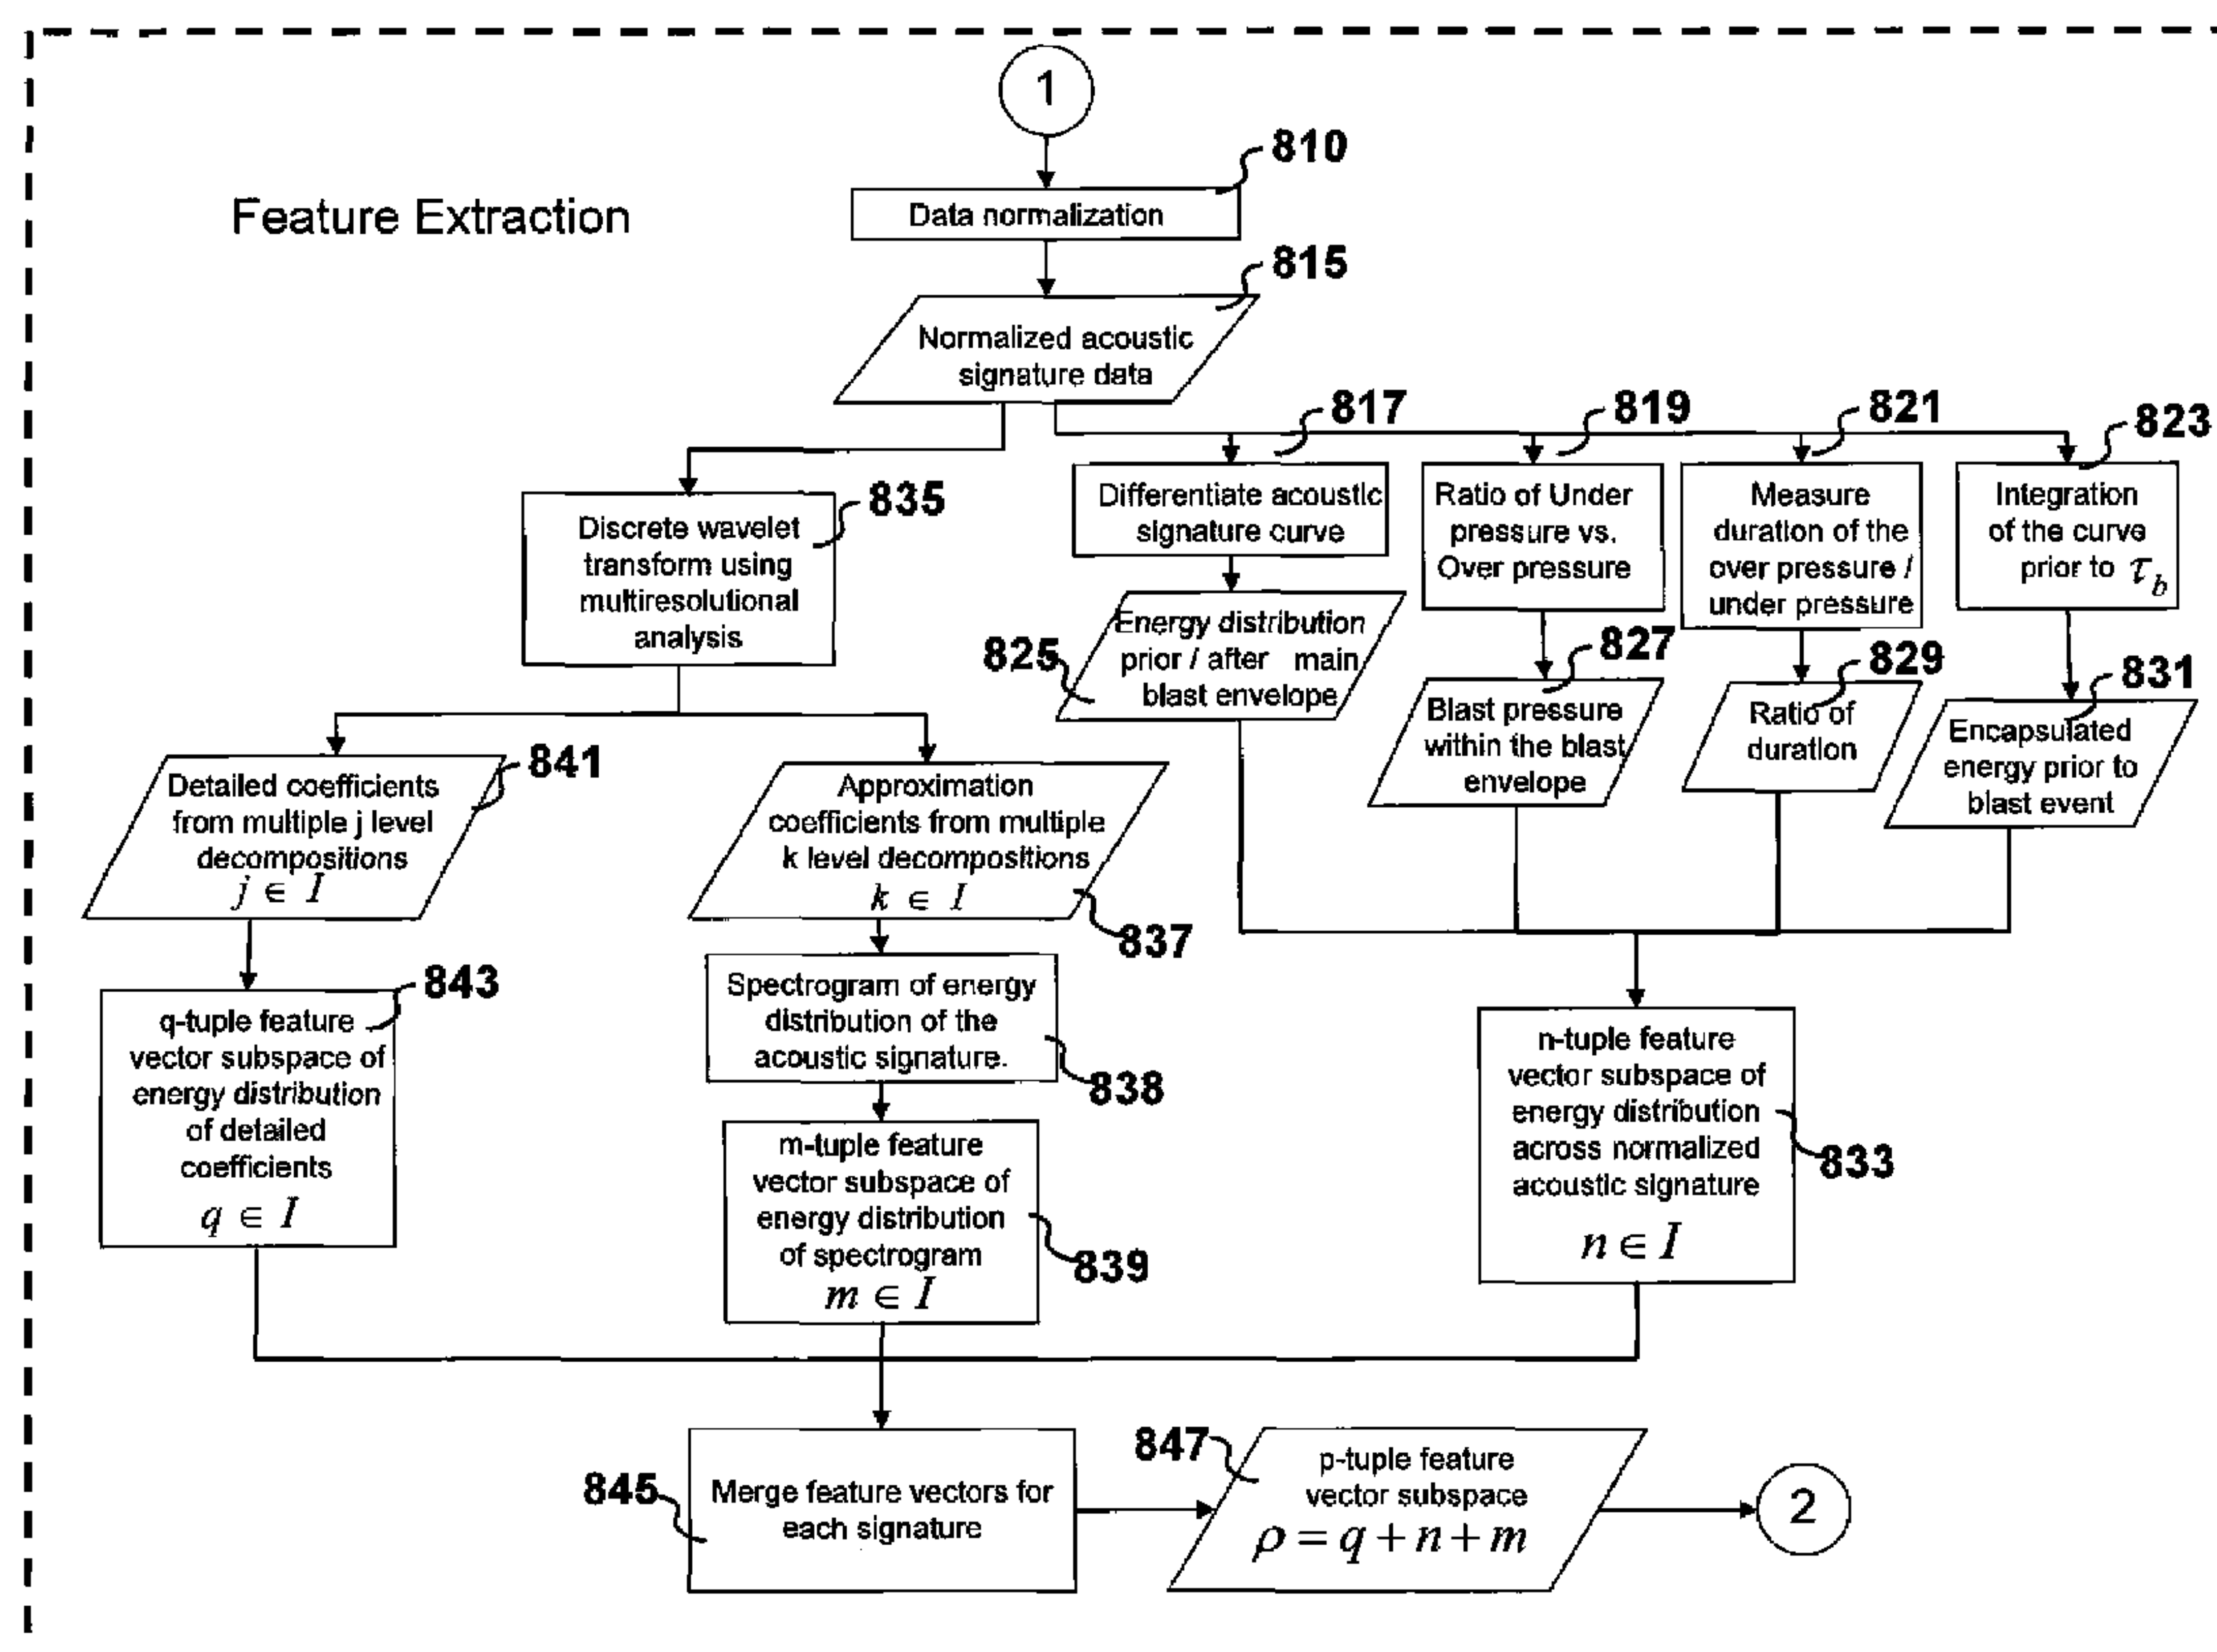 1
810
Feature Extraction
Data normalization
815
Normalized acoustic
signature data
817
819
821
823
835
Discrete wavelet
transform using
multiresolutional
analysis
Differentiate acoustic
signature curve
Ratio of Under
pressure vs.
Over pressure
Measure
duration of the
over pressure /
under pressure
Integration
of the curve
prior to τ_b
825
Energy distribution
prior / after main
blast envelope
827
Blast pressure
within the blast
envelope
829
Ratio of
duration
831
Encapsulated
energy prior to
blast event
841
Detailed coefficients
from multiple j level
decompositions
j ∈ I
Approximation
coefficients from multiple
k level decompositions
k ∈ I
837
843
q-tuple feature
vector subspace of
energy distribution
of detailed
coefficients
q ∈ I
Spectrogram of energy
distribution of the
acoustic signature.
838
m-tuple feature
vector subspace of
energy distribution
of spectrogram
m ∈ I
839
n-tuple feature
vector subspace of
energy distribution
across normalized
acoustic signature
n ∈ I
833
845
Merge feature vectors for
each signature
847
p-tuple feature
vector subspace
ρ = q + n + m
2